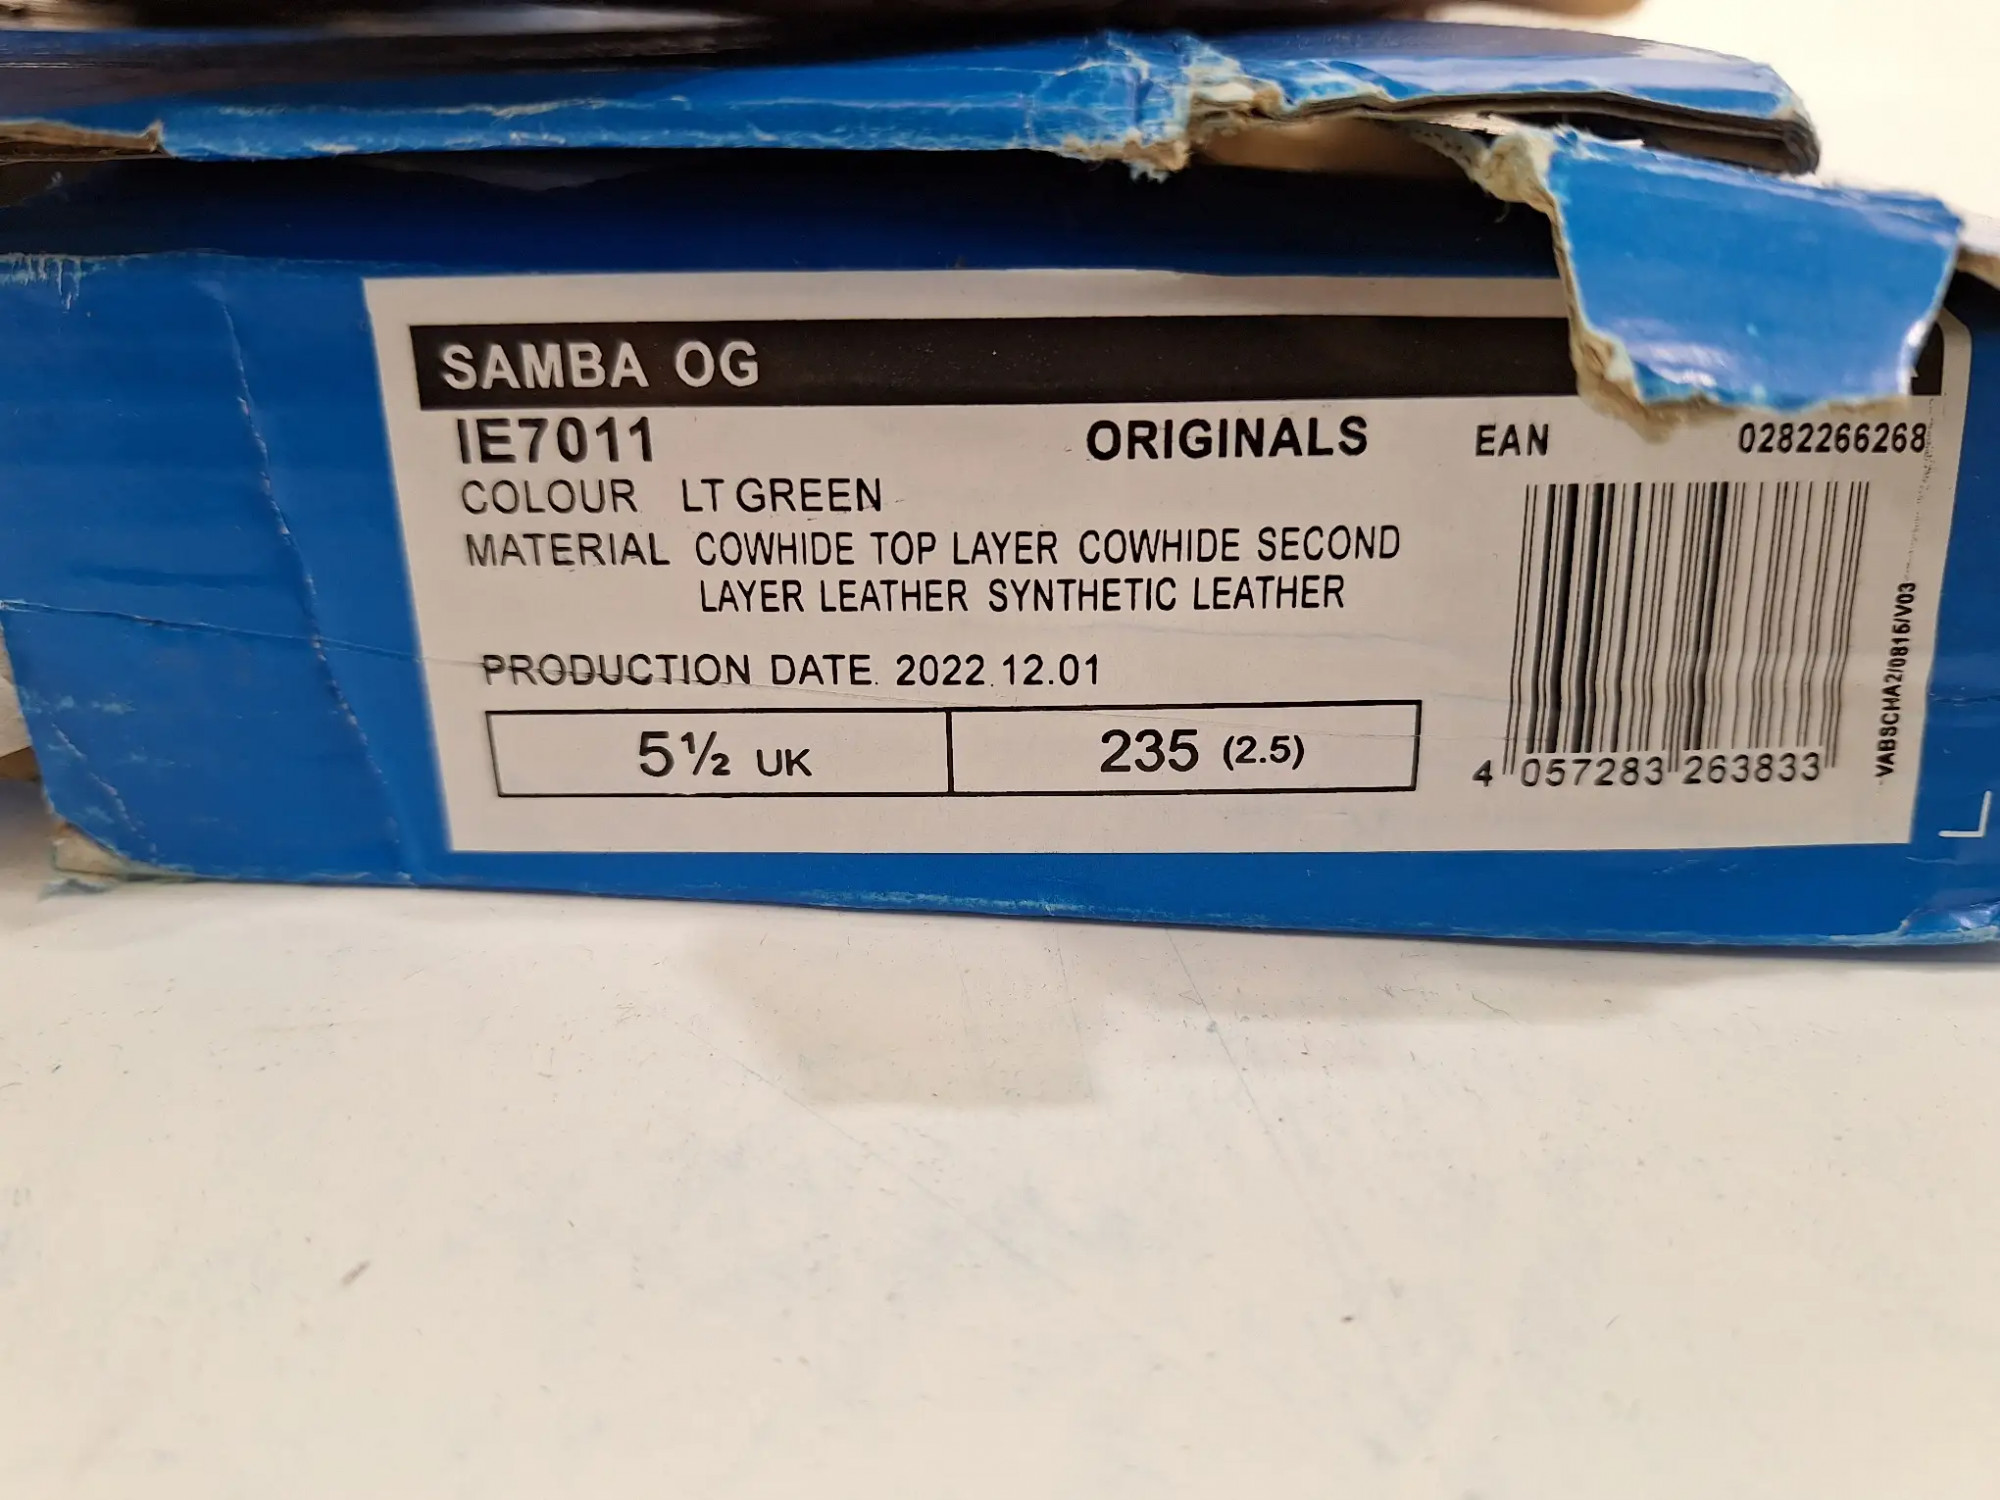 SAMBA OG
IE7011 ORIGINALS EAN 0282266268
COLOUR LT GREEN
MATERIAL COWHIDE TOP LAYER COWHIDE SECOND
LAYER LEATHER SYNTHETIC LEATHER
PRODUCTION DATE. 2022.12.01
5½ UK 235 (2.5)
4 057283 263833
VABSCHA2/0816/V03